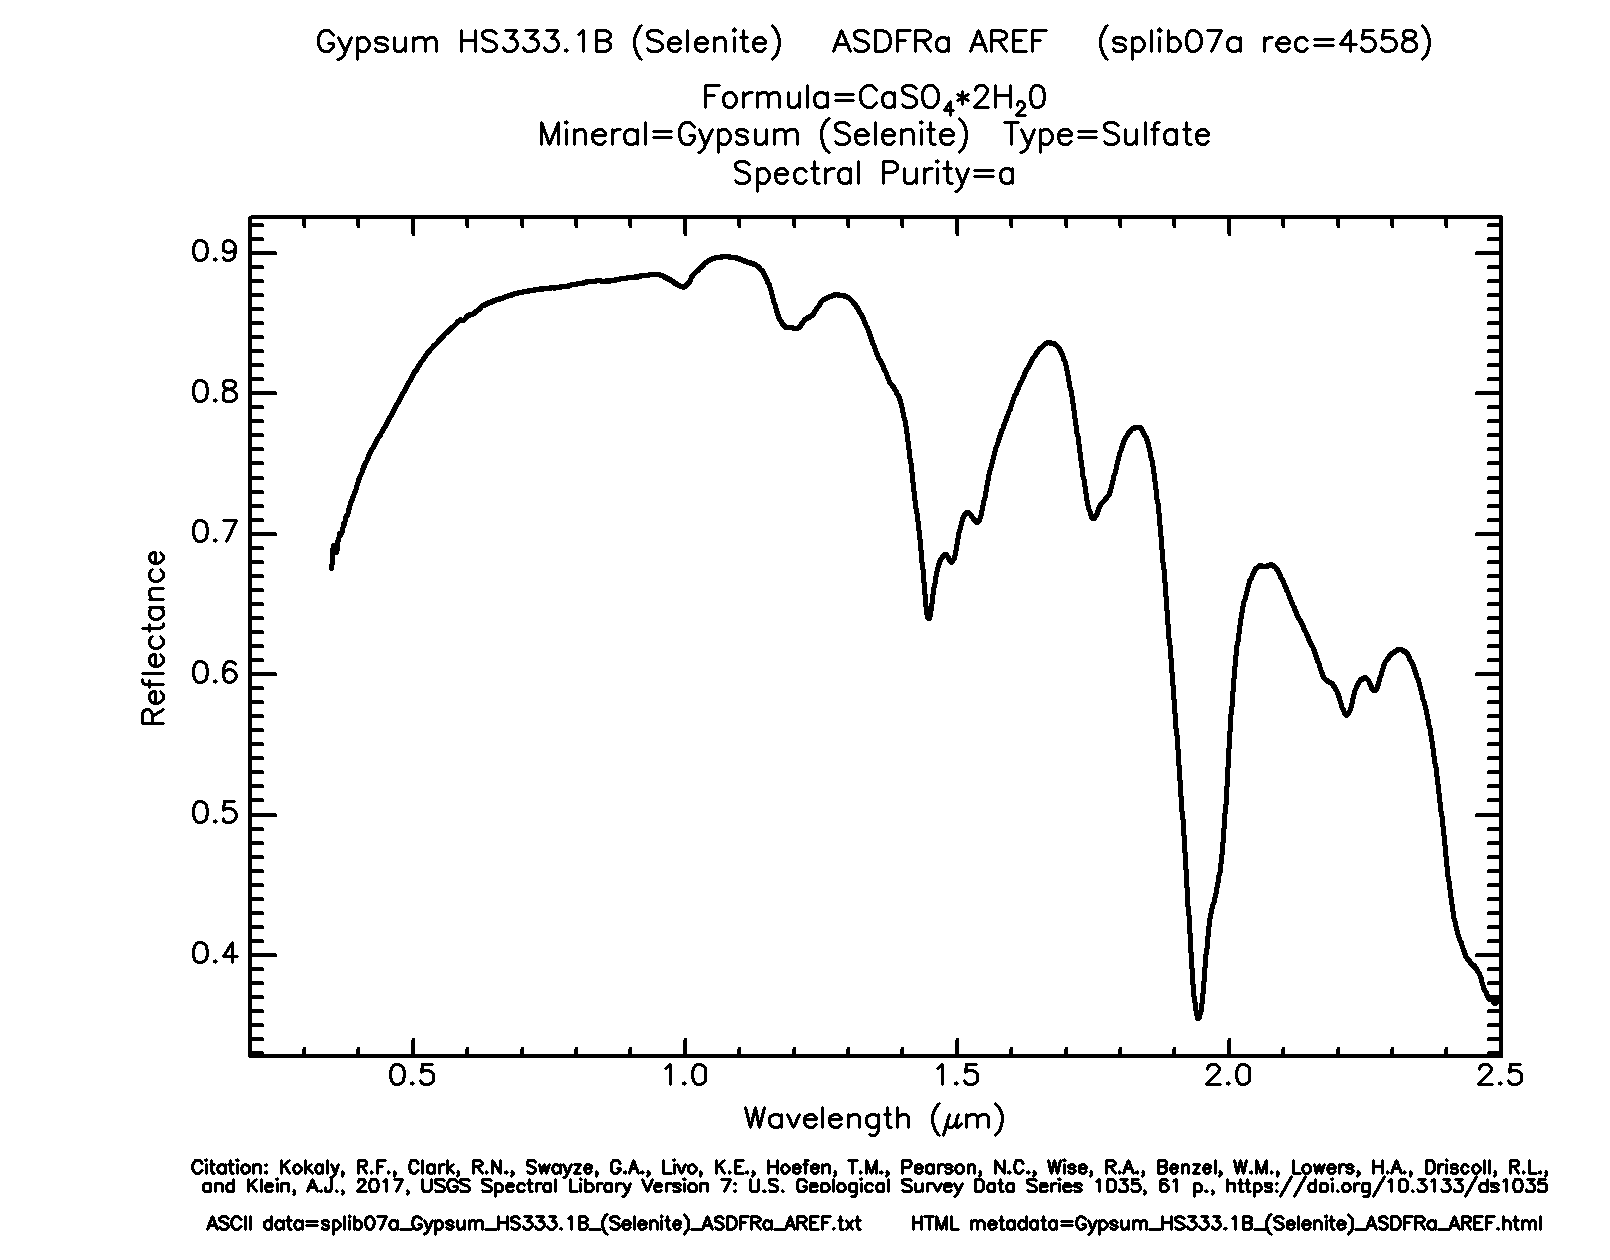 Gypsum HS333.1B (Selenite)   ASDFRa AREF   (splib07a rec=4558)
Formula=CaSO4*2H2O
Mineral=Gypsum (Selenite)  Type=Sulfate
Spectral Purity=a
0.9
0.8
0.7
0.6
0.5
0.4
Reflectance
0.5 1.0 1.5 2.0 2.5
Wavelength (μm)
Citation: Kokaly, R.F., Clark, R.N., Swayze, G.A., Livo, K.E., Hoefen, T.M., Pearson, N.C., Wise, R.A., Benzel, W.M., Lowers, H.A., Driscoll, R.L.,
and Klein, A.J., 2017, USGS Spectral Library Version 7: U.S. Geological Survey Data Series 1035, 61 p., https://doi.org/10.3133/ds1035
ASCII data=splib07a_Gypsum_HS333.1B_(Selenite)_ASDFRa_AREF.txt   HTML metadata=Gypsum_HS333.1B_(Selenite)_ASDFRa_AREF.html